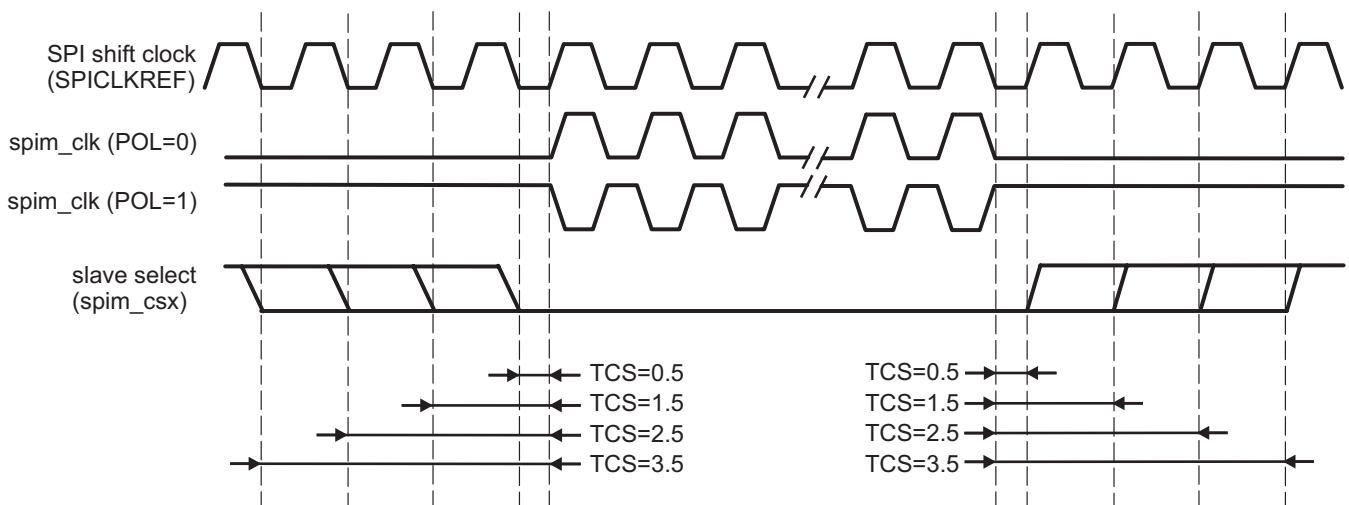 SPI shift clock
(SPICLKREF)
spim_clk (POL=0)
spim_clk (POL=1)
slave select
(spim_csx)
TCS=0.5 TCS=0.5
TCS=1.5 TCS=1.5
TCS=2.5 TCS=2.5
TCS=3.5 TCS=3.5